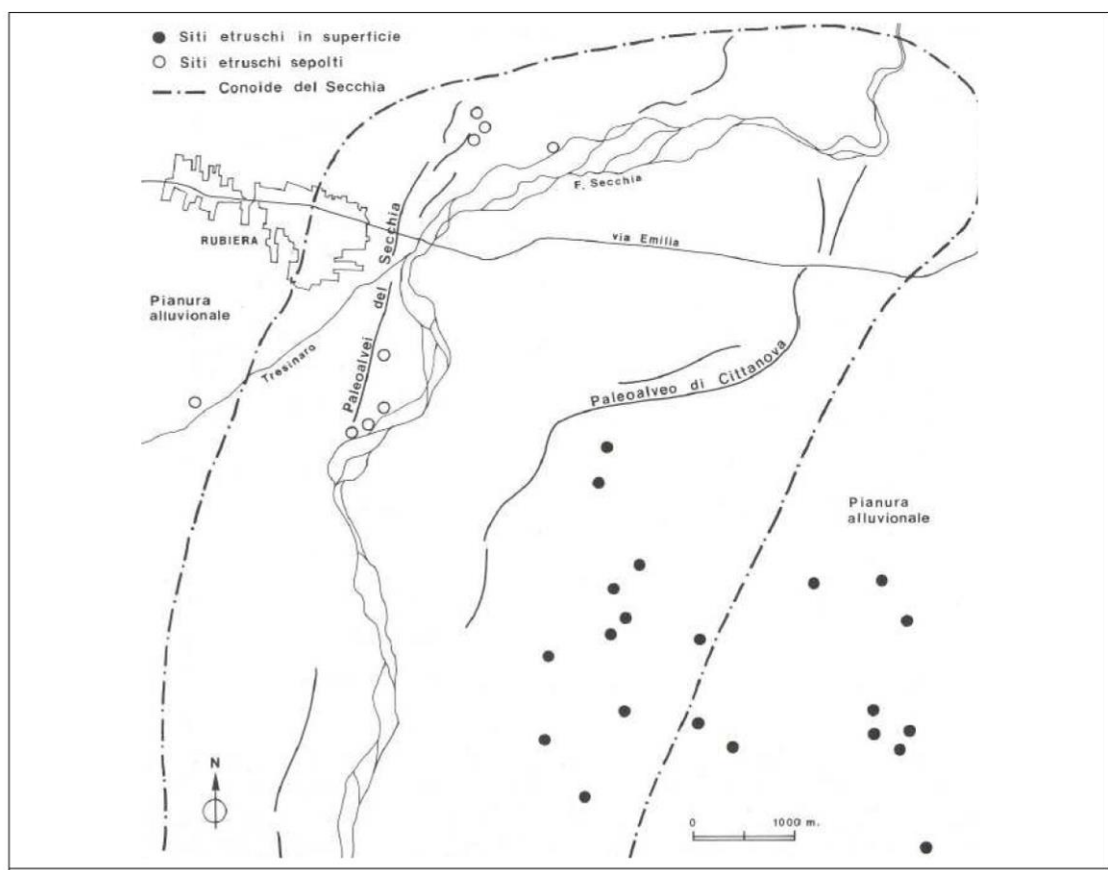 Siti etruschi in superficie
Siti etruschi sepolti
Conoide del Secchia
F. Secchia
RUBIERA
via Emilia
Paleoalvei del Secchia
Pianura
alluvionale
Tresinaro
Paleoalveo di Cittanova
Pianura
alluvionale
N
0 1000 m.